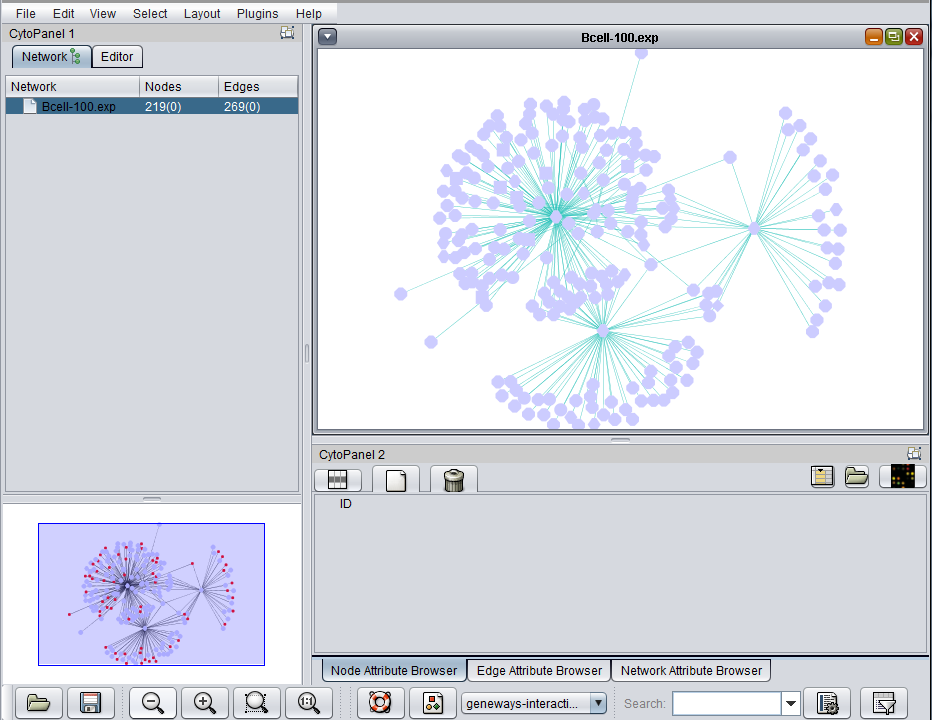 File Edit View Select Layout Plugins Help
CytoPanel 1
Network Editor
Network Nodes Edges
Bcell-100.exp 219(0) 269(0)
Bcell-100.exp
CytoPanel 2
ID
Node Attribute Browser Edge Attribute Browser Network Attribute Browser
1:1
geneways-interacti...
Search: